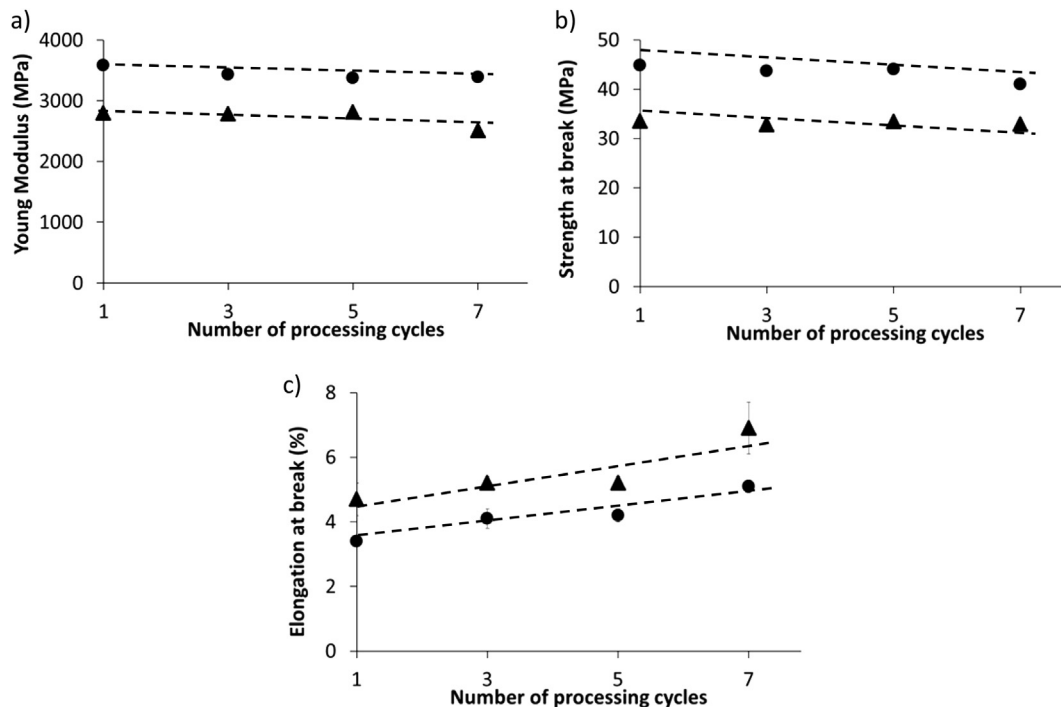 a)
4000
3000
2000
1000
0
Young Modulus (MPa)
1 3 5 7
Number of processing cycles
b)
50
40
30
20
10
0
Strength at break (MPa)
1 3 5 7
Number of processing cycles
c)
8
6
4
2
0
Elongation at break (%)
1 3 5 7
Number of processing cycles